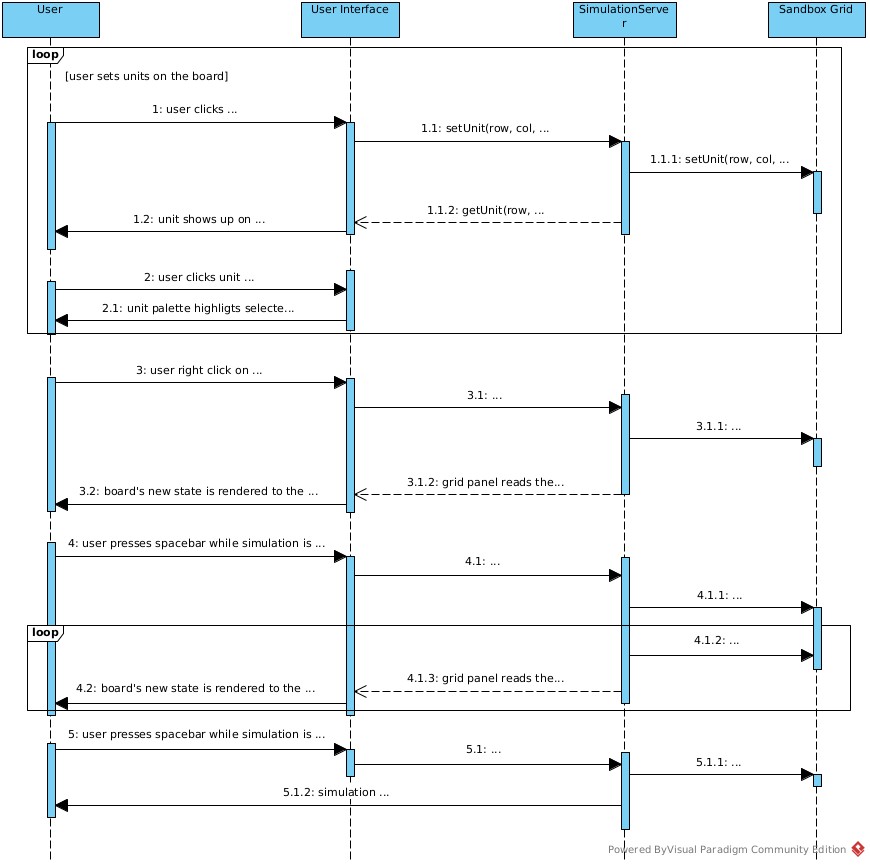 User
User Interface
SimulationServe
r
Sandbox Grid
loop
[user sets units on the board]
1: user clicks ...
1.1: setUnit(row, col, ...
1.1.1: setUnit(row, col, ...
1.1.2: getUnit(row, ...
1.2: unit shows up on ...
2: user clicks unit ...
2.1: unit palette highligts selecte...
3: user right click on ...
3.1: ...
3.1.1: ...
3.1.2: grid panel reads the...
3.2: board's new state is rendered to the ...
4: user presses spacebar while simulation is ...
4.1: ...
4.1.1: ...
loop
4.1.2: ...
4.1.3: grid panel reads the...
4.2: board's new state is rendered to the ...
5: user presses spacebar while simulation is ...
5.1: ...
5.1.1: ...
5.1.2: simulation ...
Powered ByVisual Paradigm Community Edition